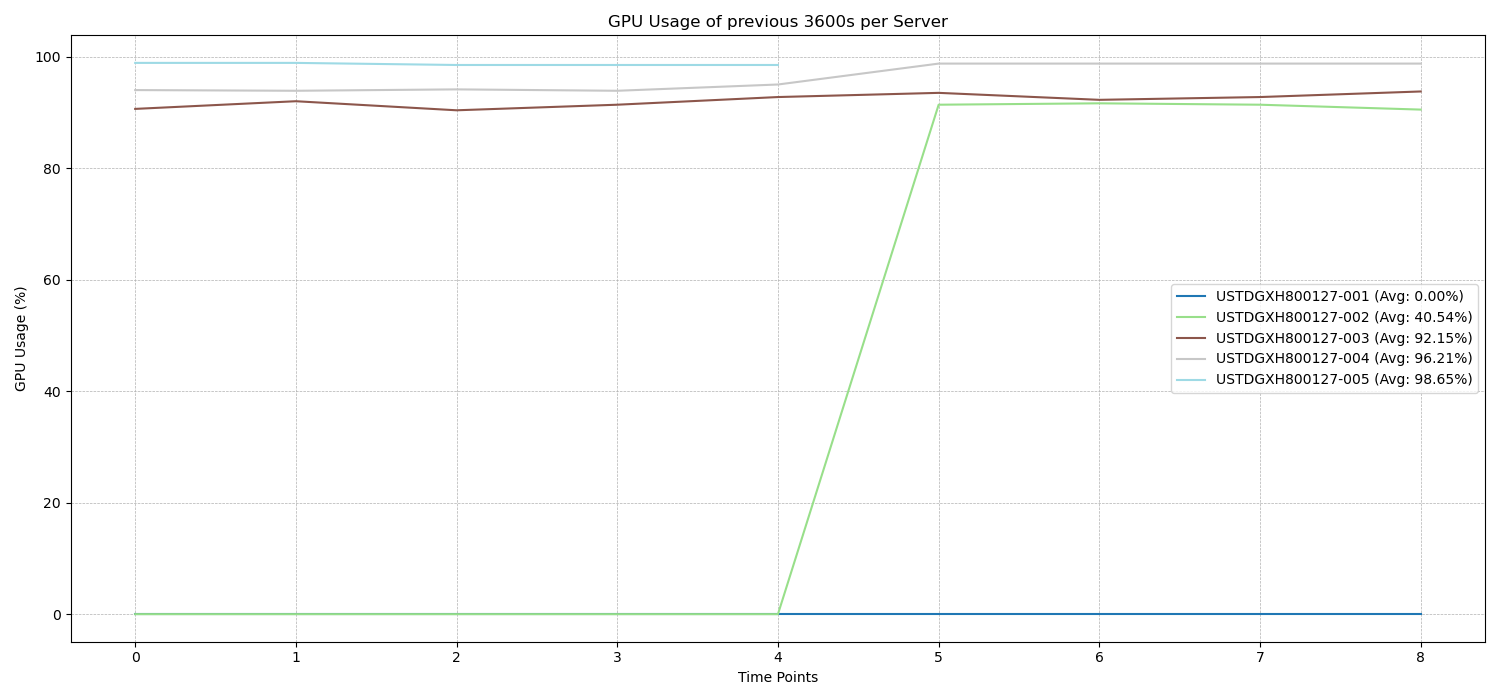 GPU Usage of previous 3600s per Server
100
80
60
40
20
0
GPU Usage (%)
USTDGXH800127-001 (Avg: 0.00%)
USTDGXH800127-002 (Avg: 40.54%)
USTDGXH800127-003 (Avg: 92.15%)
USTDGXH800127-004 (Avg: 96.21%)
USTDGXH800127-005 (Avg: 98.65%)
0 1 2 3 4 5 6 7 8
Time Points